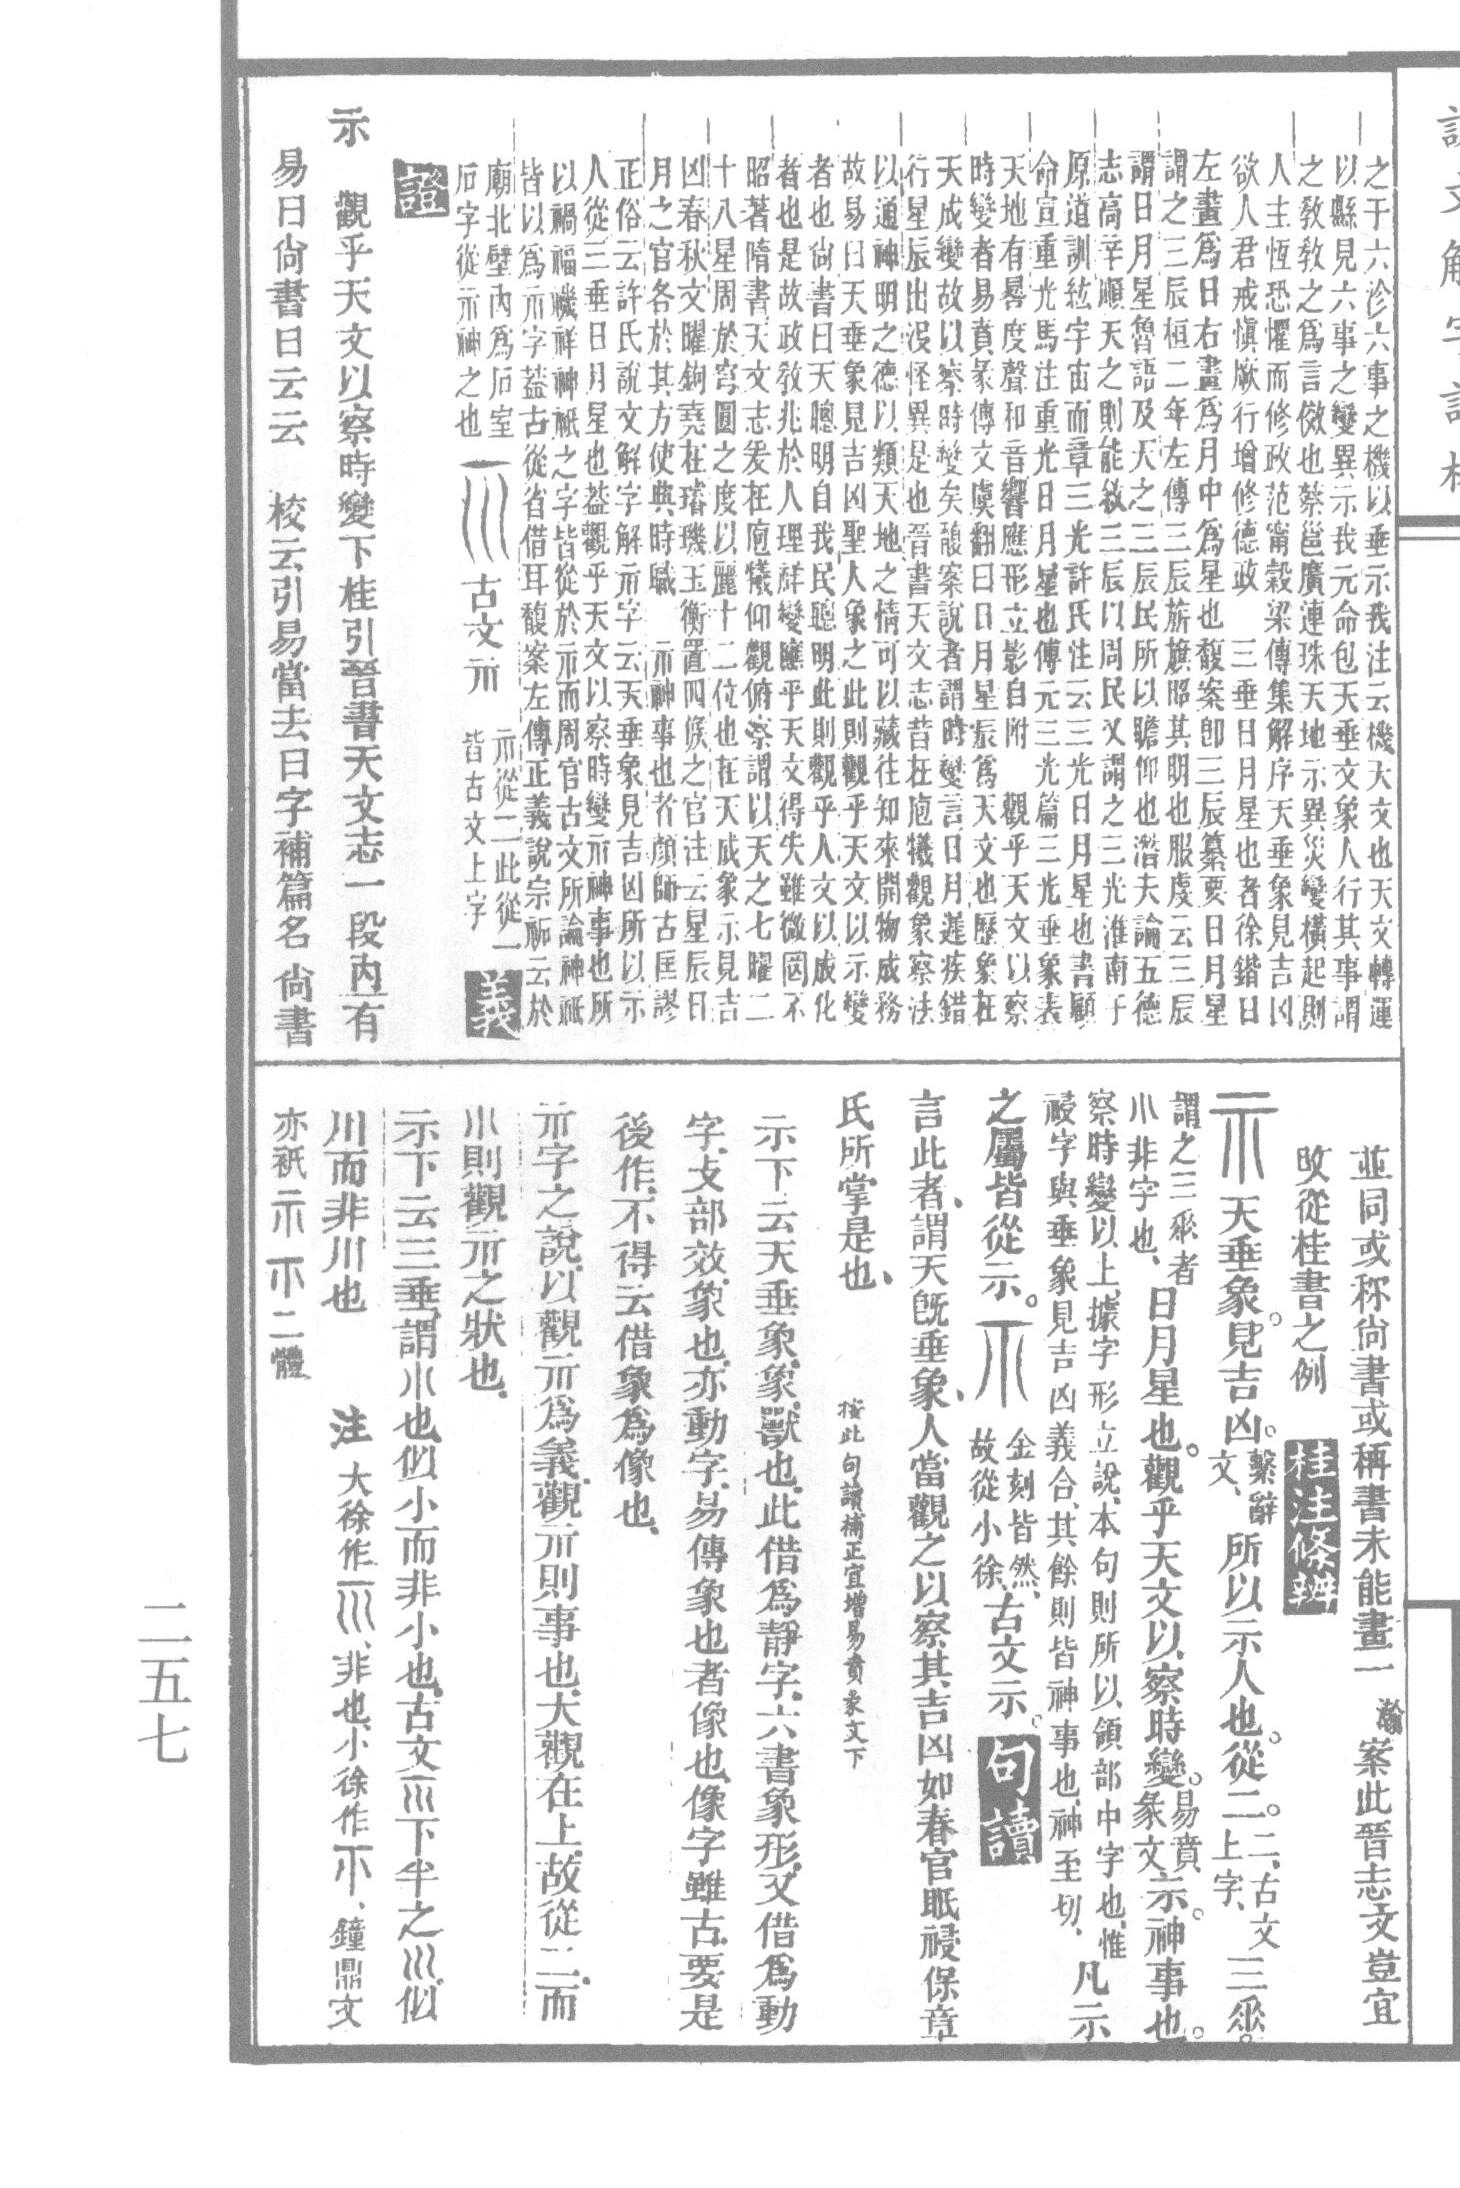 之于六沴六事之機以垂示我注云機天文也天文轉運
以縣見六事之變異示我元命包天垂文象人行其事謂
之敎敎之爲言傚也蔡邕廣連珠天地示異災變橫起則
人主恆恐懼而修政范甯穀梁傳集解序天垂象見吉凶
欲人君戒愼厥行增修德政　三垂日月星也者徐鍇曰
左畫爲日右畫爲月中爲星也馥案卽三辰纂要日月星
謂之三辰桓二年左傳三辰旂旗昭其明也服虔云三辰
謂日月星魯語及天之三辰民所以瞻仰也潛夫論五德
志高辛順天之則能敘三辰以周民又謂之三光淮南子
原道訓紘宇宙而章三光許氏注云三光日月星也書顧
命宣重光馬注重光日月星也傅元三光篇三光垂象表
天地有晷度聲和音響應形立影自附　觀乎天文以察
時變者易賁彖傳文虞翻曰日月星辰爲天文也歷象在
天成變故以察時變矣馥案說者謂時變言日月遲疾錯
行星辰出沒怪異是也晉書天文志昔在庖犧觀象察法
以通神明之德以類天地之情可以藏往知來開物成務
故易曰天垂象見吉凶聖人象之此則觀乎天文以示變
者也尙書曰天聰明自我民聰明此則觀乎人文以成化
者也是故政敎兆於人理祥變應乎天文得失雖微罔不
昭著隋書天文志爰在庖犧仰觀俯察謂以天之七曜二
十八星周於穹圓之度以麗十二位也在天成象示見吉
凶春秋文曜鉤堯在璿璣玉衡置四候之官注云星辰日
月之官各於其方使典時職　示神事也者顏師古匡謬
正俗云許氏說文解字解示字云天垂象見吉凶所以示
人從三垂日月星也蓋觀乎天文以察時變示神事也所
以禍福禨祥神祇之字皆從於示而周官古文所論神祇
皆以爲示字蓋古從省借耳馥案左傳正義說宗祏云於
廟北壁內爲石室
石字從示神之也
古文示
示從二此從一
皆古文上字
義
證
示　觀乎天文以察時變下桂引晉書天文志一段內有
易曰尙書曰云云　校云引易當去曰字補篇名尙書
並同或称尙書或稱書未能畫一　瀚案此晉志文豈宜
改從桂書之例　桂注條辨
示天垂象。見吉凶。繫辭文、所以示人也。從二。二、古文上字、三垂。
謂之三垂者小非字也、日月星也。觀乎天文以察時變。易賁彖文、示。神事也。
察時變以上據字形立說、本句則所以領部中字也、惟祲字與垂象見吉凶義合、其餘則皆神事也、神至切、凡示
之屬皆從示。古文示。金刻皆然、故從小徐、句讀
言此者、謂天旣垂象、人當觀之以察其吉凶如春官眂祲保章
氏所掌是也、　按此句讀補正宜增易賁彖文下
示下云天垂象、象、獸也、此借爲靜字、六書象形、又借爲動
字、攴部效、象也、亦動字、易傳象也者像也、像字雖古、要是
後作、不得云借象爲像也、
示字之說、以觀示爲義、觀示則事也、大觀在上、故從二、而
小則觀示之狀也、
示下云三垂、謂小也、似小而非小也、古文下半之似
川而非川也　注大徐作、非也、小徐作、鐘鼎文
亦祇二體
說文解字詁林
二五七